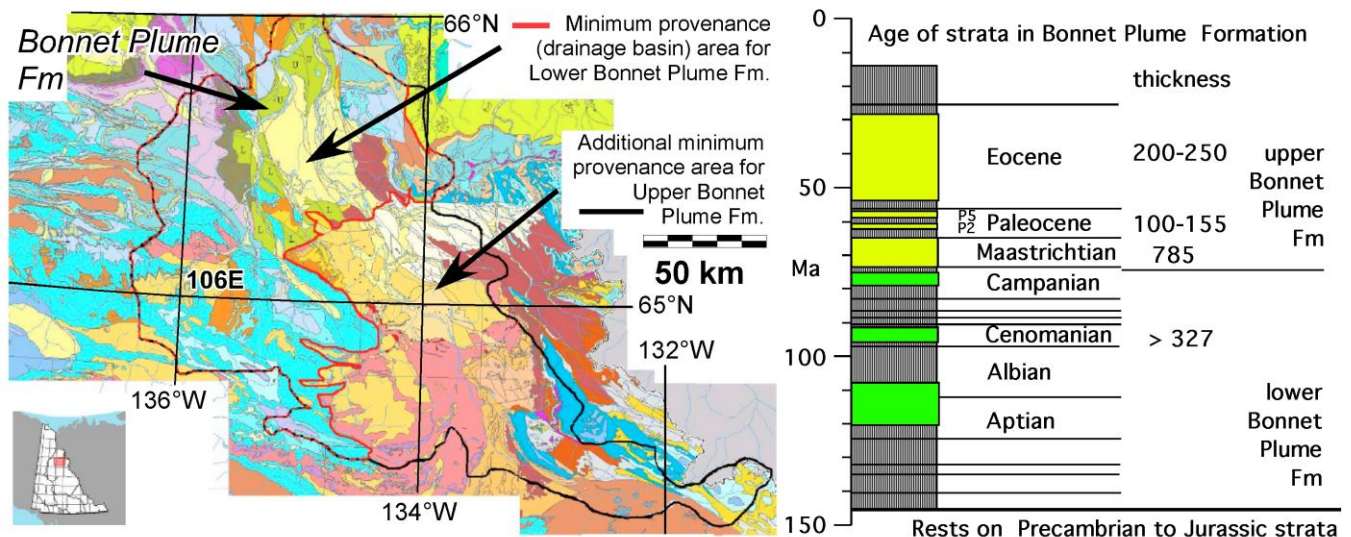 Bonnet Plume
Fm
66°N
Minimum provenance
(drainage basin) area for
Lower Bonnet Plume Fm.
Additional minimum
provenance area for
Upper Bonnet
Plume Fm.
50 km
106E
65°N
132°W
136°W
134°W
U
U
U
L
L
L
L
0
50
Ma
100
150
Age of strata in Bonnet Plume Formation
thickness
Eocene
200-250
upper
Bonnet
Plume
Fm
P5
P2
Paleocene
100-155
Maastrichtian
785
Campanian
Cenomanian
> 327
Albian
Aptian
lower
Bonnet
Plume
Fm
Rests on Precambrian to Jurassic strata